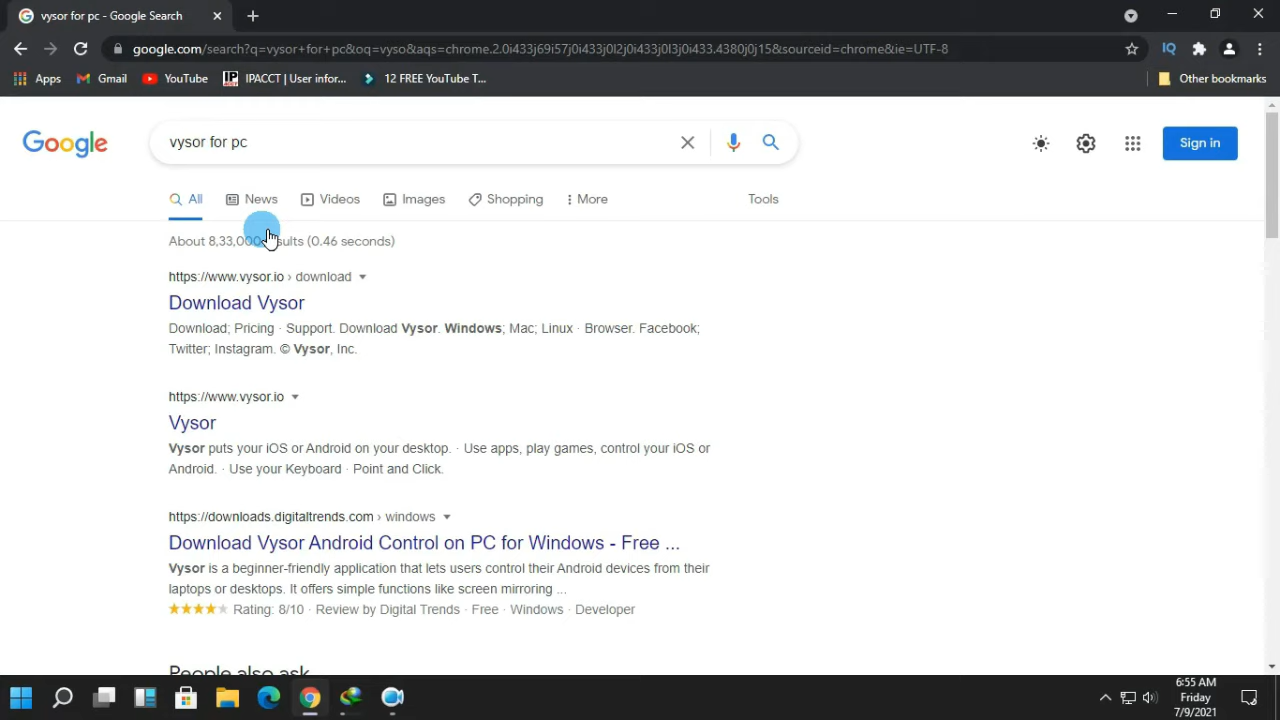 vysor for pc - Google Search
google.com/search?q=vysor+for+pc&oq=vyso&aqs=chrome.2.0i433j69i57j0i433j0l2j0i433j0l3j0i433.4380j0j15&sourceid=chrome&ie=UTF-8
IQ
Apps Gmail YouTube IPACCT | User infor... 12 FREE YouTube T... Other bookmarks
Google vysor for pc Sign in
All News Videos Images Shopping More Tools
About 8,33,000 results (0.46 seconds)
https://www.vysor.io › download
Download Vysor
Download; Pricing · Support. Download Vysor. Windows; Mac; Linux · Browser. Facebook;
Twitter; Instagram. © Vysor, Inc.
https://www.vysor.io
Vysor
Vysor puts your iOS or Android on your desktop. · Use apps, play games, control your iOS or
Android. · Use your Keyboard · Point and Click.
https://downloads.digitaltrends.com › windows
Download Vysor Android Control on PC for Windows - Free ...
Vysor is a beginner-friendly application that lets users control their Android devices from their
laptops or desktops. It offers simple functions like screen mirroring ...
Rating: 8/10 · Review by Digital Trends · Free · Windows · Developer
People also ask
6:55 AM
Friday
7/9/2021